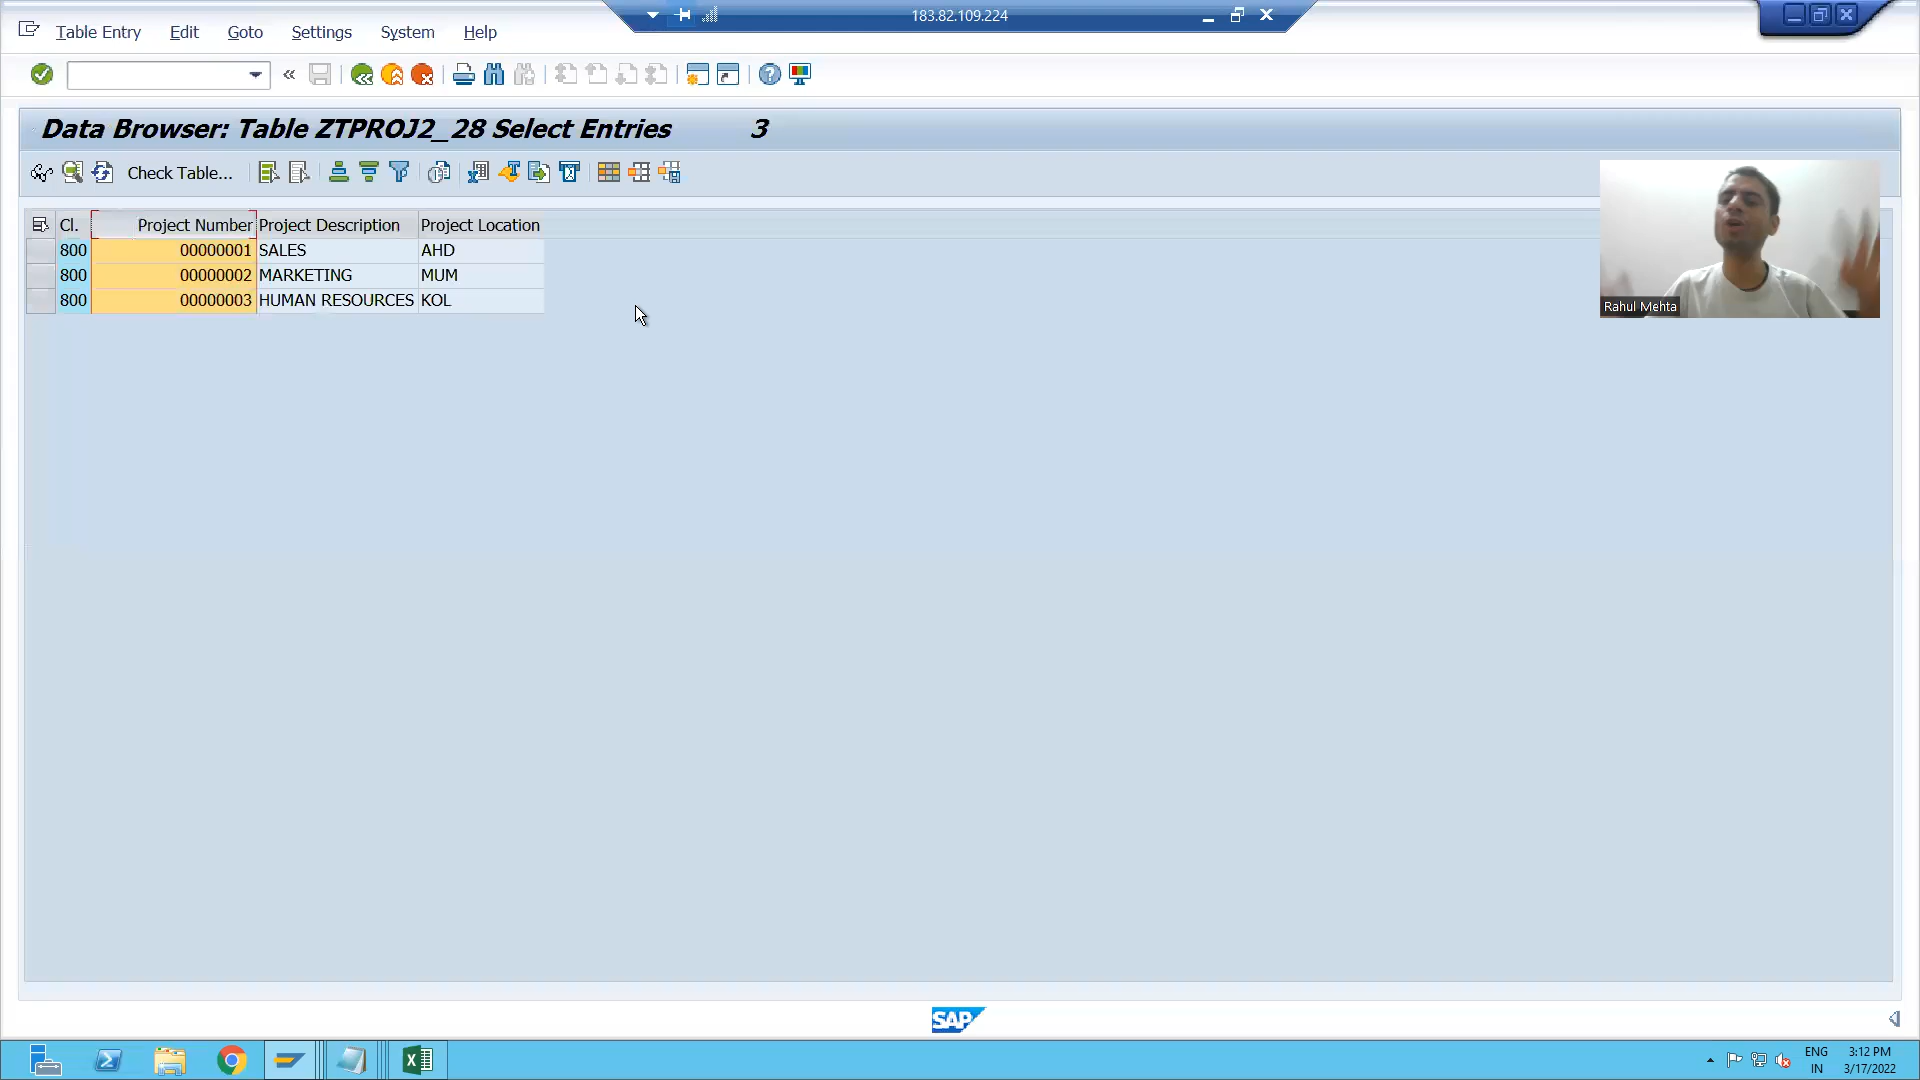 183.82.109.224
Table Entry Edit Goto Settings System Help
Data Browser: Table ZTPROJ2_28 Select Entries 3
Check Table...
Cl. Project Number Project Description Project Location
800 00000001 SALES AHD
800 00000002 MARKETING MUM
800 00000003 HUMAN RESOURCES KOL
Rahul Mehta
SAP
ENG 3:12 PM
IN 3/17/2022